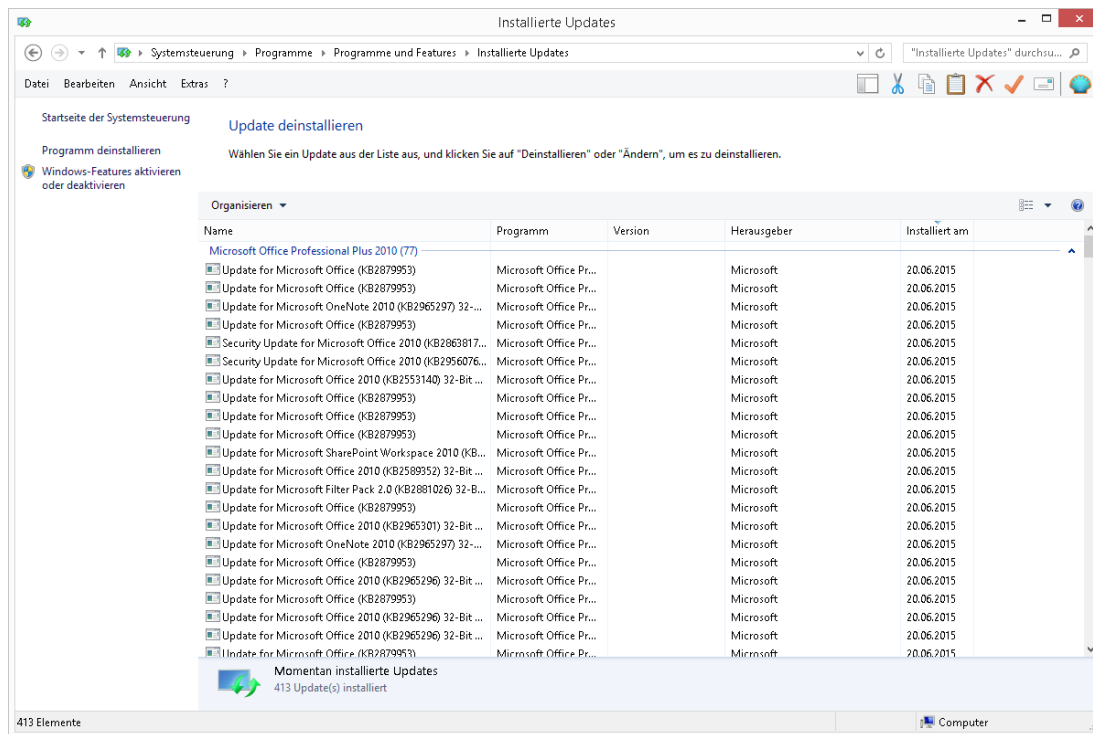 Installierte Updates
Systemsteuerung Programme Programme und Features Installierte Updates "Installierte Updates" durchsu...
Datei Bearbeiten Ansicht Extras ?
Startseite der Systemsteuerung
Programm deinstallieren
Windows-Features aktivieren
oder deaktivieren
Update deinstallieren
Wählen Sie ein Update aus der Liste aus, und klicken Sie auf "Deinstallieren" oder "Ändern", um es zu deinstallieren.
Organisieren
Name Programm Version Herausgeber Installiert am
Microsoft Office Professional Plus 2010 (77)
Update for Microsoft Office (KB2879953) Microsoft Office Pr... Microsoft 20.06.2015
Update for Microsoft Office (KB2879953) Microsoft Office Pr... Microsoft 20.06.2015
Update for Microsoft OneNote 2010 (KB2965297) 32-... Microsoft Office Pr... Microsoft 20.06.2015
Update for Microsoft Office (KB2879953) Microsoft Office Pr... Microsoft 20.06.2015
Security Update for Microsoft Office 2010 (KB2863817... Microsoft Office Pr... Microsoft 20.06.2015
Security Update for Microsoft Office 2010 (KB2956076... Microsoft Office Pr... Microsoft 20.06.2015
Update for Microsoft Office 2010 (KB2553140) 32-Bit ... Microsoft Office Pr... Microsoft 20.06.2015
Update for Microsoft Office (KB2879953) Microsoft Office Pr... Microsoft 20.06.2015
Update for Microsoft Office (KB2879953) Microsoft Office Pr... Microsoft 20.06.2015
Update for Microsoft Office (KB2879953) Microsoft Office Pr... Microsoft 20.06.2015
Update for Microsoft SharePoint Workspace 2010 (KB... Microsoft Office Pr... Microsoft 20.06.2015
Update for Microsoft Office 2010 (KB2589352) 32-Bit ... Microsoft Office Pr... Microsoft 20.06.2015
Update for Microsoft Filter Pack 2.0 (KB2881026) 32-B... Microsoft Office Pr... Microsoft 20.06.2015
Update for Microsoft Office (KB2879953) Microsoft Office Pr... Microsoft 20.06.2015
Update for Microsoft Office 2010 (KB2965301) 32-Bit ... Microsoft Office Pr... Microsoft 20.06.2015
Update for Microsoft OneNote 2010 (KB2965297) 32-... Microsoft Office Pr... Microsoft 20.06.2015
Update for Microsoft Office (KB2879953) Microsoft Office Pr... Microsoft 20.06.2015
Update for Microsoft Office 2010 (KB2965296) 32-Bit ... Microsoft Office Pr... Microsoft 20.06.2015
Update for Microsoft Office (KB2879953) Microsoft Office Pr... Microsoft 20.06.2015
Update for Microsoft Office 2010 (KB2965296) 32-Bit ... Microsoft Office Pr... Microsoft 20.06.2015
Update for Microsoft Office 2010 (KB2965296) 32-Bit ... Microsoft Office Pr... Microsoft 20.06.2015
Update for Microsoft Office (KB2879953) Microsoft Office Pr... Microsoft 20.06.2015
Momentan installierte Updates
413 Update(s) installiert
413 Elemente Computer